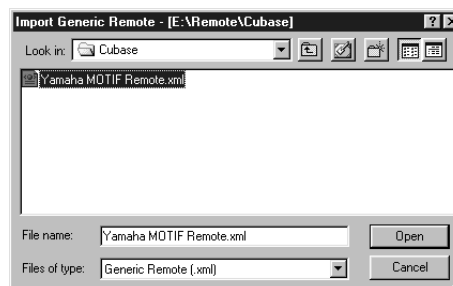 Import Generic Remote - [E:\Remote\Cubase]
Look in: Cubase
Yamaha MOTIF Remote.xml
File name: Yamaha MOTIF Remote.xml Open
Files of type: Generic Remote (.xml) Cancel